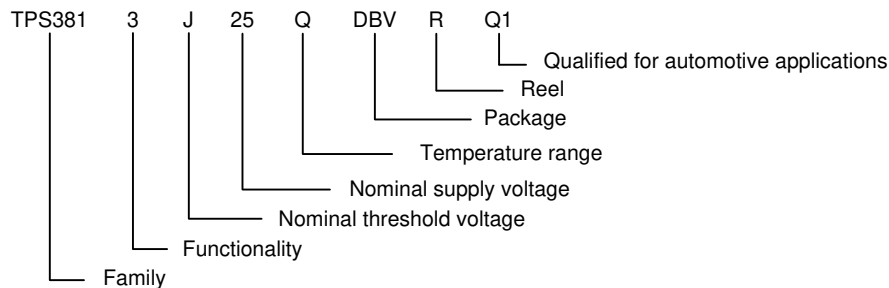 TPS381 3 J 25 Q DBV R Q1
Qualified for automotive applications
Reel
Package
Temperature range
Nominal supply voltage
Nominal threshold voltage
Functionality
Family